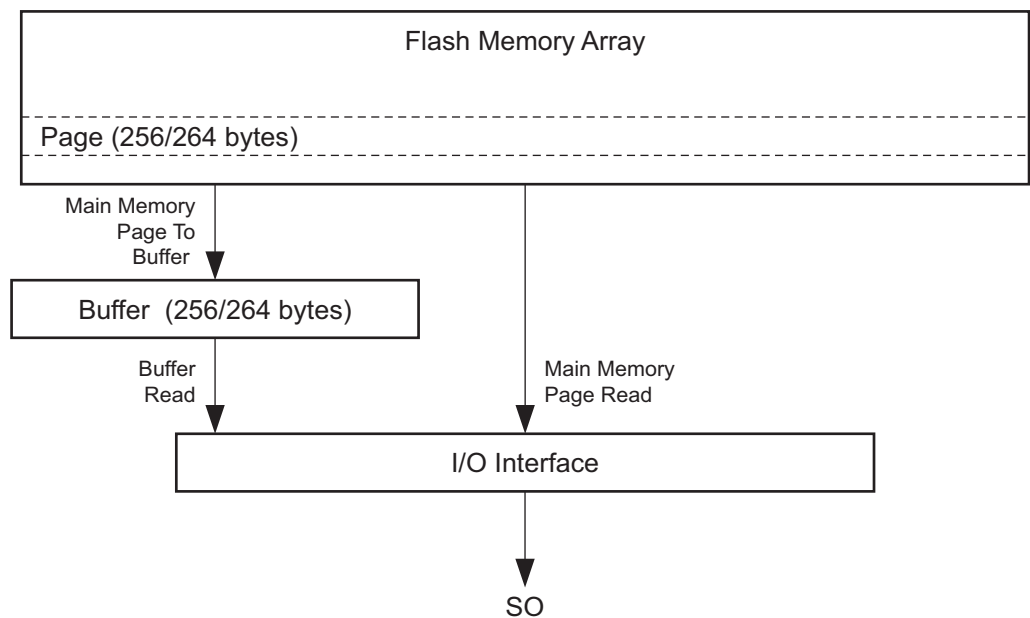 Flash Memory Array
Page (256/264 bytes)
Main Memory
Page To
Buffer
Buffer (256/264 bytes)
Buffer
Read
Main Memory
Page Read
I/O Interface
SO